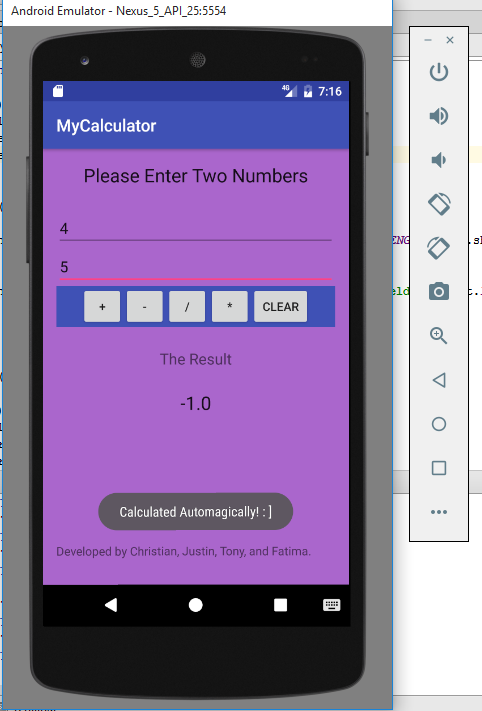 Android Emulator - Nexus_5_API_25:5554
4G 7:16
MyCalculator
Please Enter Two Numbers
4
5
+ - / * CLEAR
The Result
-1.0
Calculated Automagically! : ]
Developed by Christian, Justin, Tony, and Fatima.